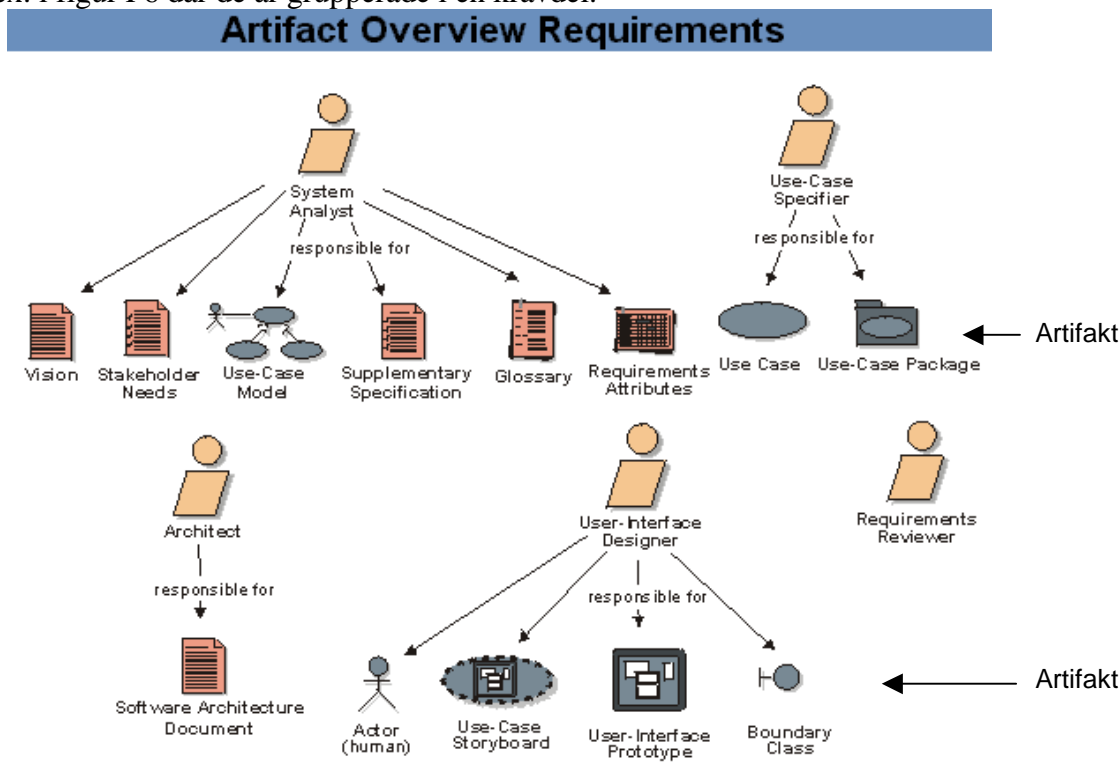 Artifact Overview Requirements
System
Analyst
responsible for
Use-Case
Specifier
responsible for
Vision
Stakeholder
Needs
Use-Case
Model
Supplementary
Specification
Glossary
Requirements
Attributes
Use Case
Use-Case Package
Artifakt
Architect
responsible for
Software Architecture
Document
User-Interface
Designer
responsible for
Actor
(human)
Use-Case
Storyboard
User-Interface
Prototype
Boundary
Class
Requirements
Reviewer
Artifakt